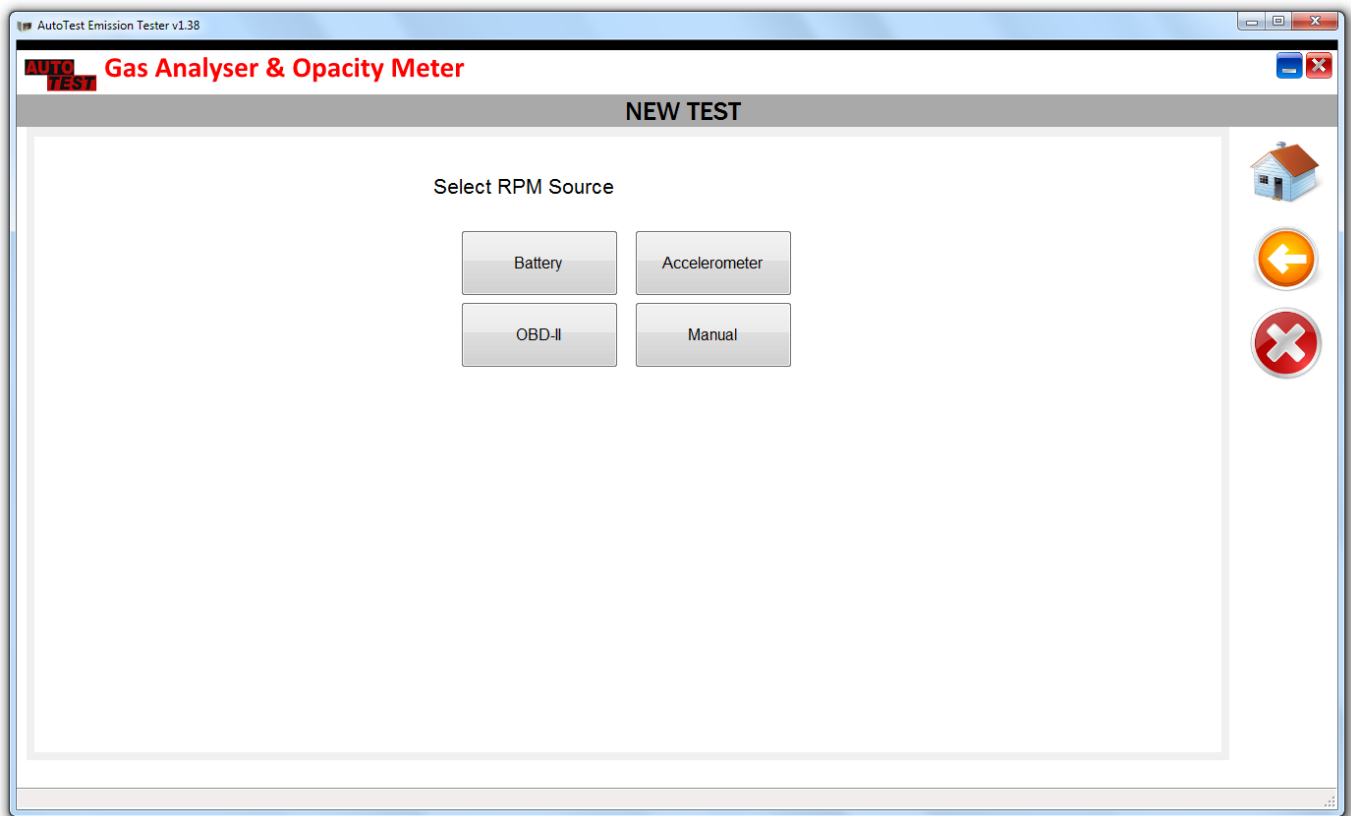 AutoTest Emission Tester v1.38
AUTO TEST Gas Analyser & Opacity Meter
NEW TEST
Select RPM Source
Battery Accelerometer
OBD-II Manual